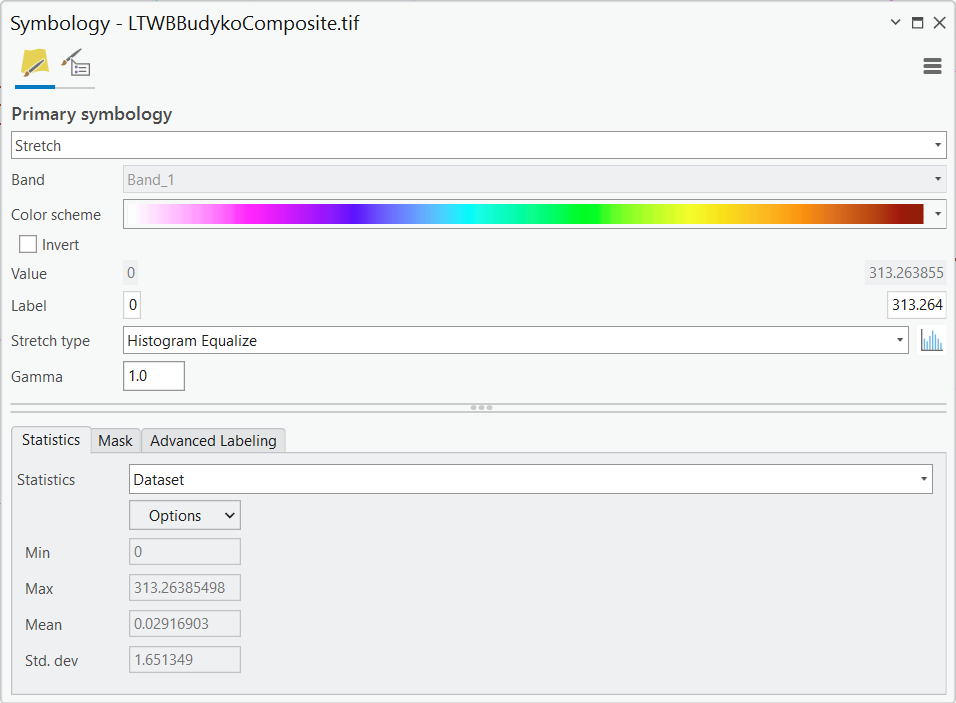 Symbology - LTWBBudykoComposite.tif
Primary symbology
Stretch
Band Band_1
Color scheme
Invert
Value 0 313.263855
Label 0 313.264
Stretch type Histogram Equalize
Gamma 1.0
Statistics Mask Advanced Labeling
Statistics Dataset
Options
Min 0
Max 313.26385498
Mean 0.02916903
Std. dev 1.651349